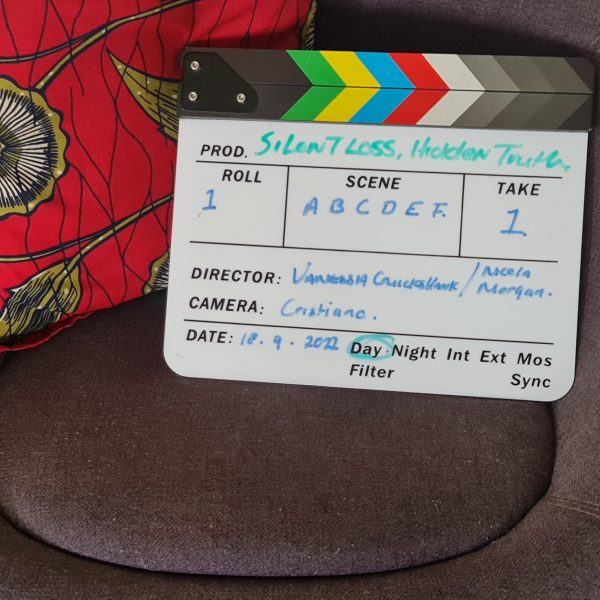 PROD. SILENT LOSS, Hidden Truth.
ROLL SCENE TAKE
1 A B C D E F. 1.
DIRECTOR: VANESSIA CRUICKSHANK / NICOLA MORGAN.
CAMERA: Cristiano.
DATE: 18.9.2022 Day Night Int Ext Mos
Filter Sync